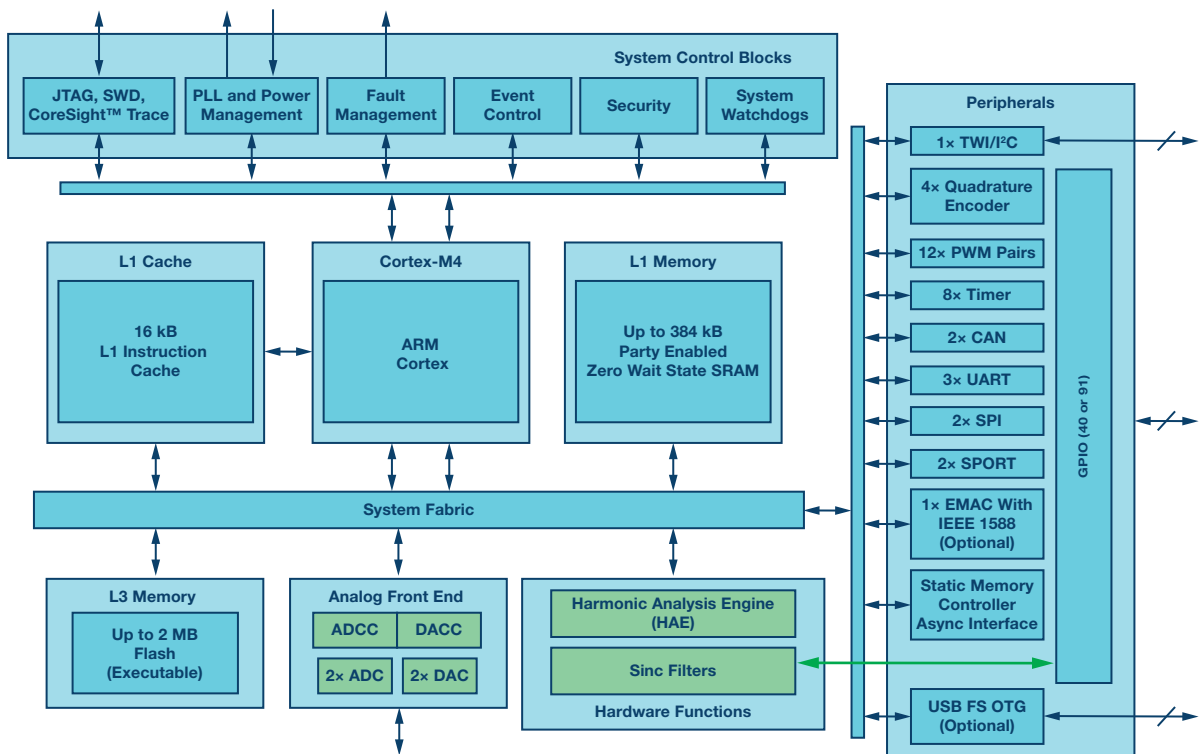 System Control Blocks
JTAG, SWD,
CoreSight™ Trace
PLL and Power
Management
Fault
Management
Event
Control
Security
System
Watchdogs
L1 Cache
16 kB
L1 Instruction
Cache
Cortex-M4
ARM
Cortex
L1 Memory
Up to 384 kB
Party Enabled
Zero Wait State SRAM
System Fabric
L3 Memory
Up to 2 MB
Flash
(Executable)
Analog Front End
ADCC
DACC
2× ADC
2× DAC
Harmonic Analysis Engine
(HAE)
Sinc Filters
Hardware Functions
Peripherals
1× TWI/I²C
4× Quadrature
Encoder
12× PWM Pairs
8× Timer
2× CAN
3× UART
2× SPI
2× SPORT
1× EMAC With
IEEE 1588
(Optional)
Static Memory
Controller
Async Interface
USB FS OTG
(Optional)
GPIO (40 or 91)